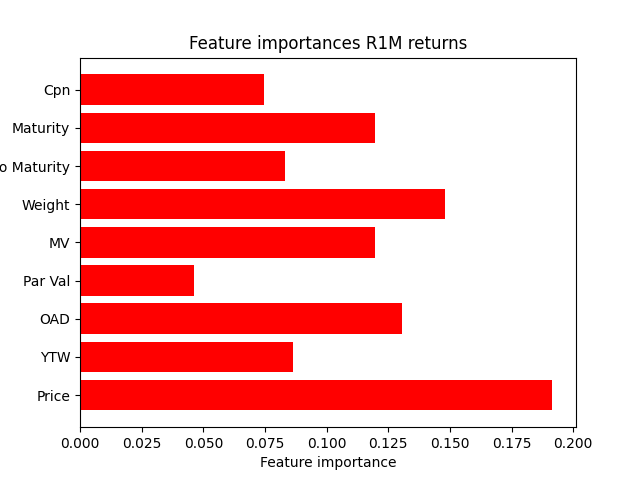 Feature importances R1M returns
Cpn
Maturity
o Maturity
Weight
MV
Par Val
OAD
YTW
Price
0.000 0.025 0.050 0.075 0.100 0.125 0.150 0.175 0.200
Feature importance